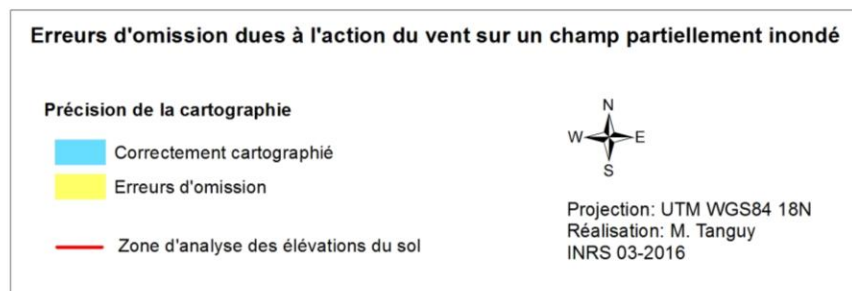 Erreurs d'omission dues à l'action du vent sur un champ partiellement inondé
Précision de la cartographie
Correctement cartographié
Erreurs d'omission
Zone d'analyse des élévations du sol
N
W E
S
Projection: UTM WGS84 18N
Réalisation: M. Tanguy
INRS 03-2016